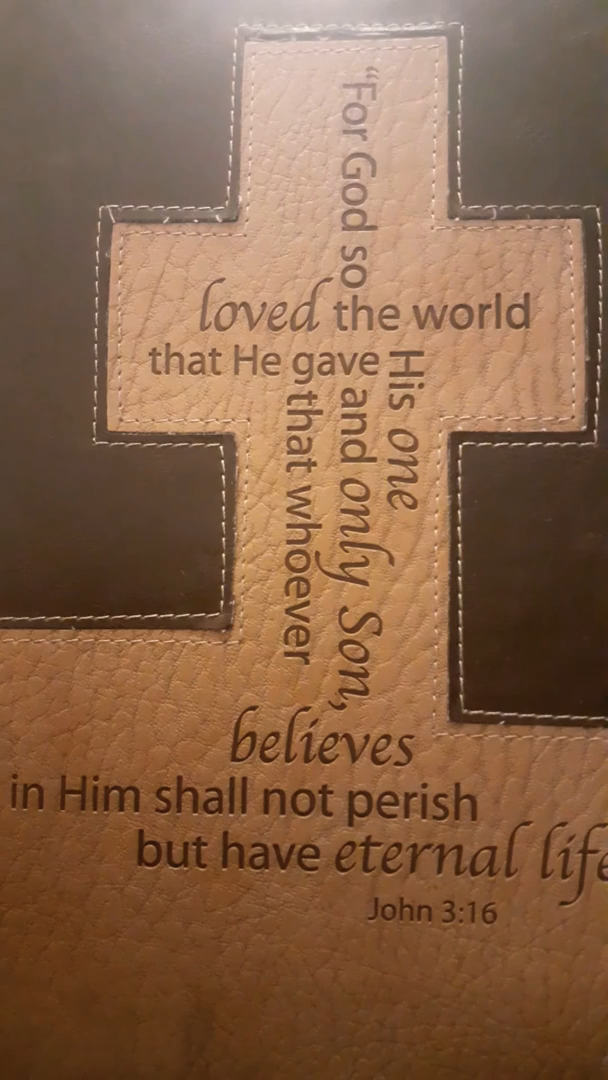 “For God so
loved the world
that He gave
His one
and only Son,
that whoever
believes
in Him shall not perish
but have eternal life
John 3:16